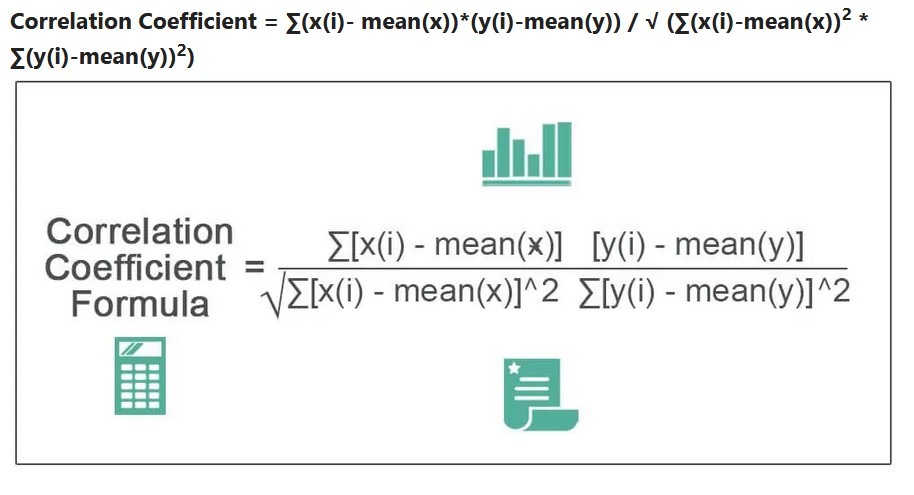 Correlation Coefficient = ∑(x(i)- mean(x))*(y(i)-mean(y)) / √ (∑(x(i)-mean(x))² *
∑(y(i)-mean(y))²)
Correlation
Coefficient =
Formula
∑[x(i) - mean(x)] [y(i) - mean(y)]
√∑[x(i) - mean(x)]^2 ∑[y(i) - mean(y)]^2